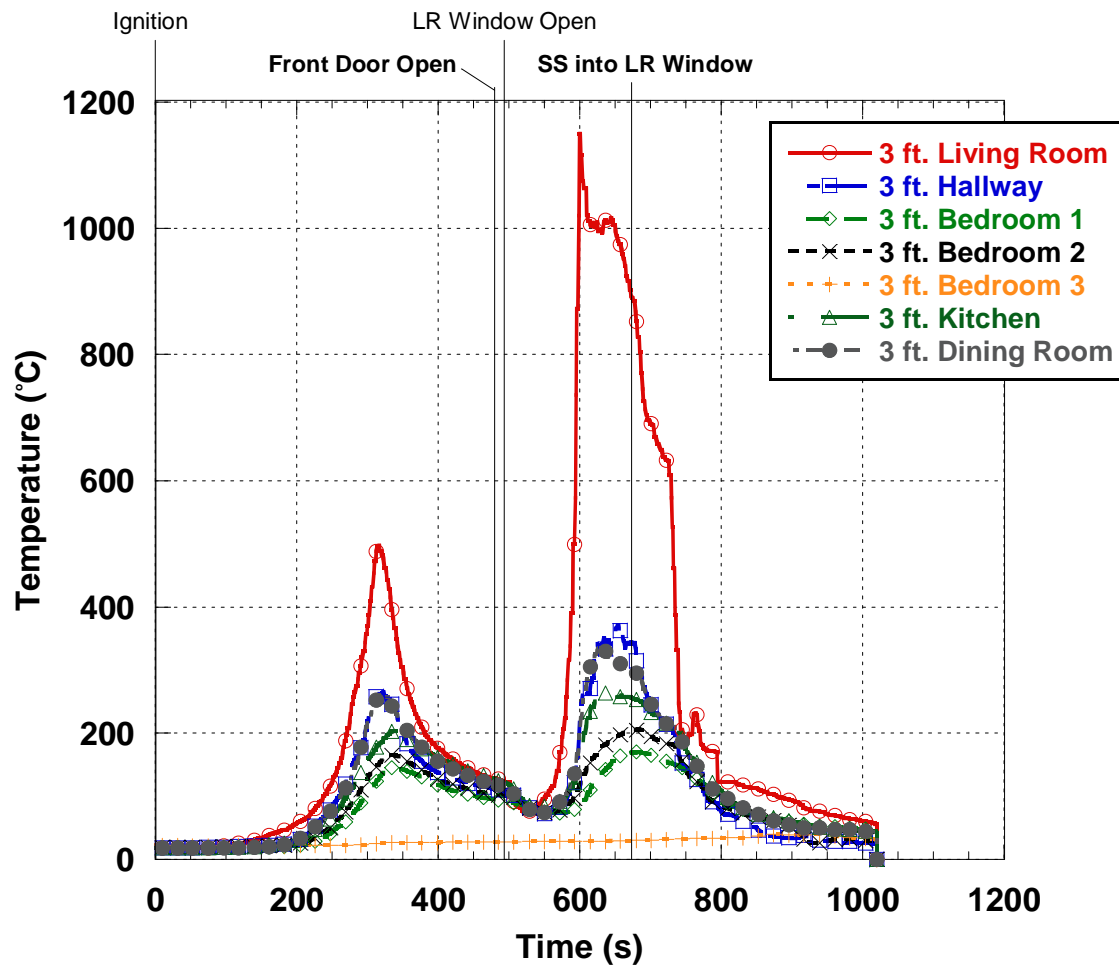 Ignition
LR Window Open
Front Door Open
SS into LR Window
1200
1000
800
600
400
200
0
Temperature (°C)
3 ft. Living Room
3 ft. Hallway
3 ft. Bedroom 1
3 ft. Bedroom 2
3 ft. Bedroom 3
3 ft. Kitchen
3 ft. Dining Room
0 200 400 600 800 1000 1200
Time (s)